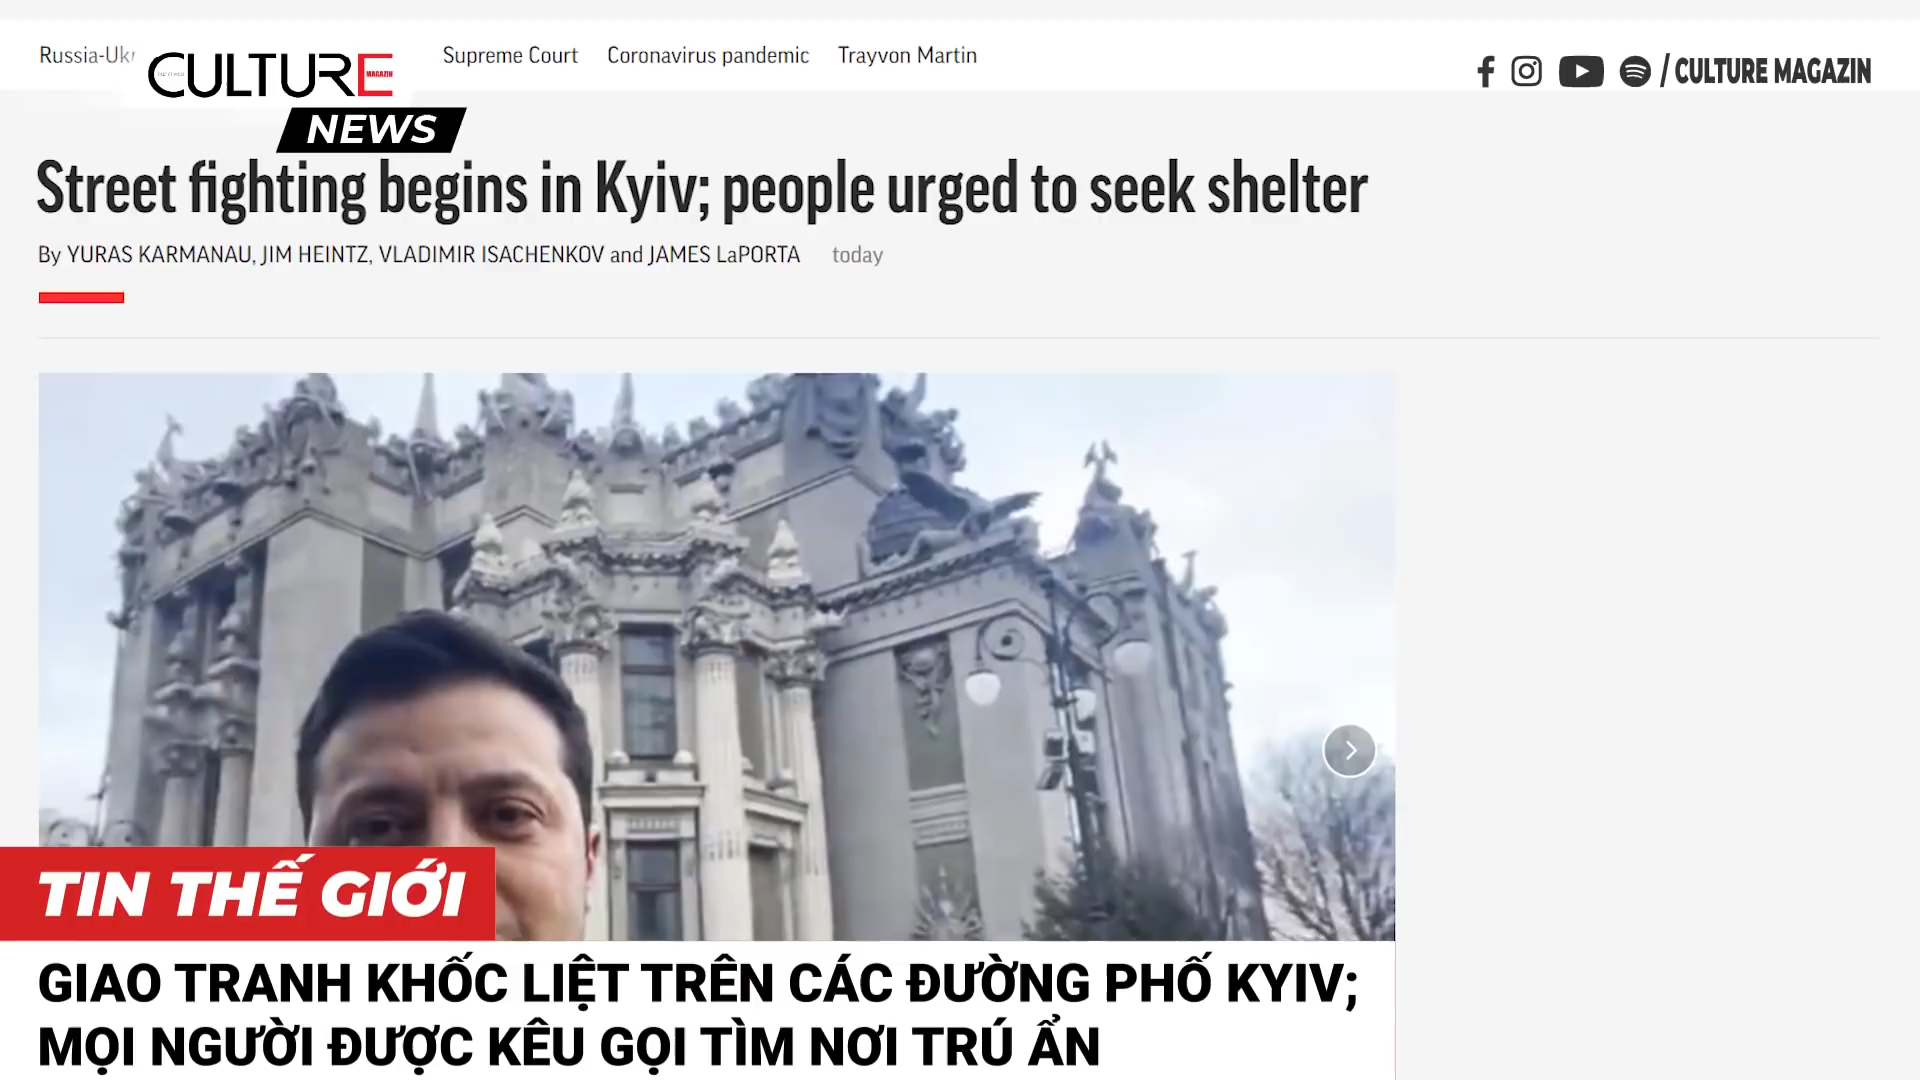 Russia-Ukr
Supreme Court
Coronavirus pandemic
Trayvon Martin
CULTURE
MAGAZIN
NEWS
/ CULTURE MAGAZIN
Street fighting begins in Kyiv; people urged to seek shelter
By YURAS KARMANAU, JIM HEINTZ, VLADIMIR ISACHENKOV and JAMES LaPORTA today
TIN THẾ GIỚI
GIAO TRANH KHỐC LIỆT TRÊN CÁC ĐƯỜNG PHỐ KYIV;
MỌI NGƯỜI ĐƯỢC KÊU GỌI TÌM NƠI TRÚ ẨN